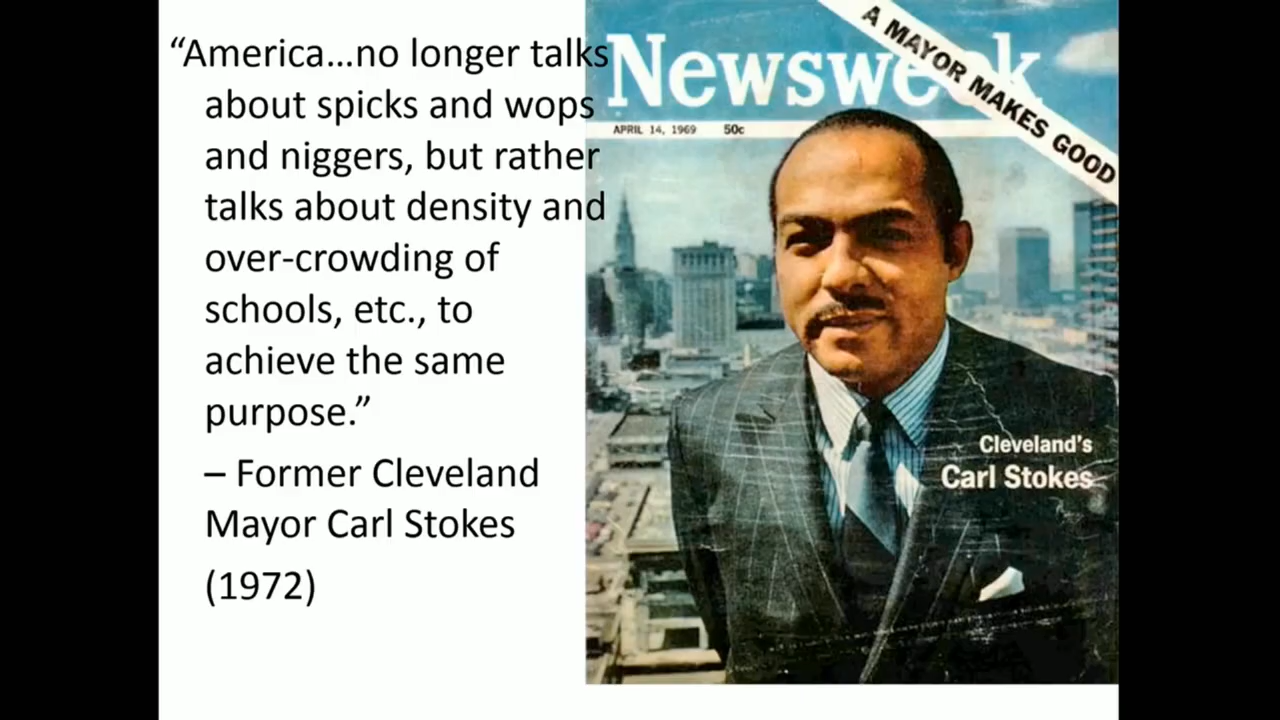 “America...no longer talks
about spicks and wops
and niggers, but rather
talks about density and
over-crowding of
schools, etc., to
achieve the same
purpose.”
– Former Cleveland
Mayor Carl Stokes
(1972)
A MAYOR MAKES GOOD
Newsweek
APRIL 14, 1969 50c
Cleveland's
Carl Stokes